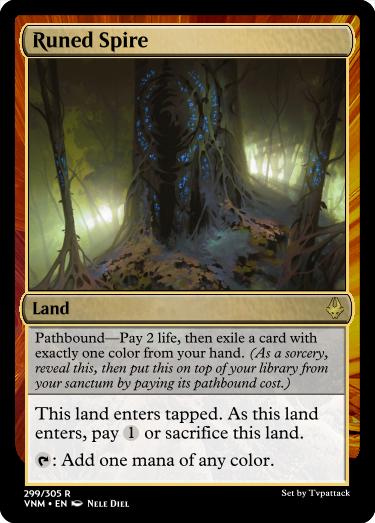 Runed Spire
Land
Pathbound—Pay 2 life, then exile a card with
exactly one color from your hand. (As a sorcery,
reveal this, then put this on top of your library from
your sanctum by paying its pathbound cost.)
This land enters tapped. As this land
enters, pay 1 or sacrifice this land.
: Add one mana of any color.
299/305 R
VNM • EN Nele Diel
Set by Tvpattack